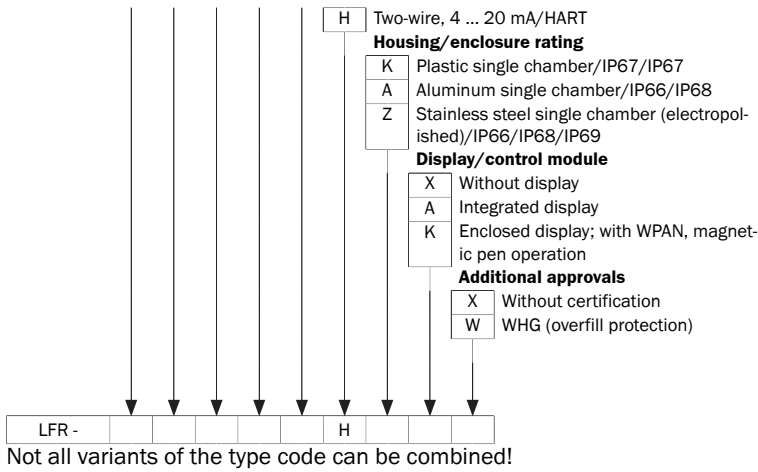 H Two-wire, 4 ... 20 mA/HART
Housing/enclosure rating
K Plastic single chamber/IP67/IP67
A Aluminum single chamber/IP66/IP68
Z Stainless steel single chamber (electropol-
ished)/IP66/IP68/IP69
Display/control module
X Without display
A Integrated display
K Enclosed display; with WPAN, magnet-
ic pen operation
Additional approvals
X Without certification
W WHG (overfill protection)
LFR - H
Not all variants of the type code can be combined!